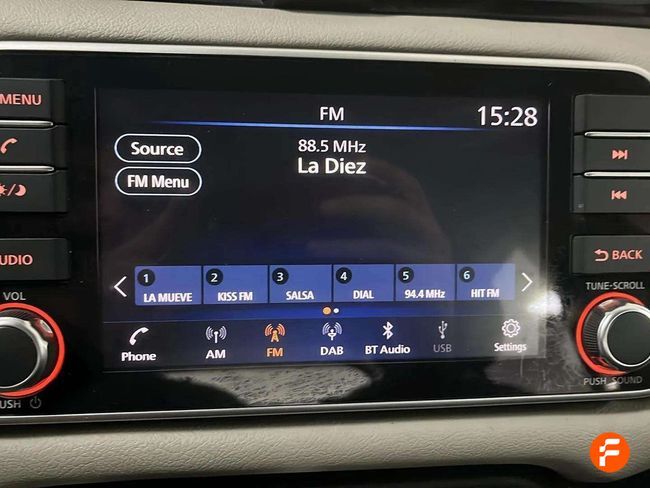 MENU
FM
15:28
Source
88.5 MHz
La Diez
FM Menu
UDIO
BACK
1 2 3 4 5 6
LA MUEVE KISS FM SALSA DIAL 94.4 MHz HIT FM
VOL
TUNE·SCROLL
Phone AM FM DAB BT Audio USB Settings
USH
PUSH SOUND